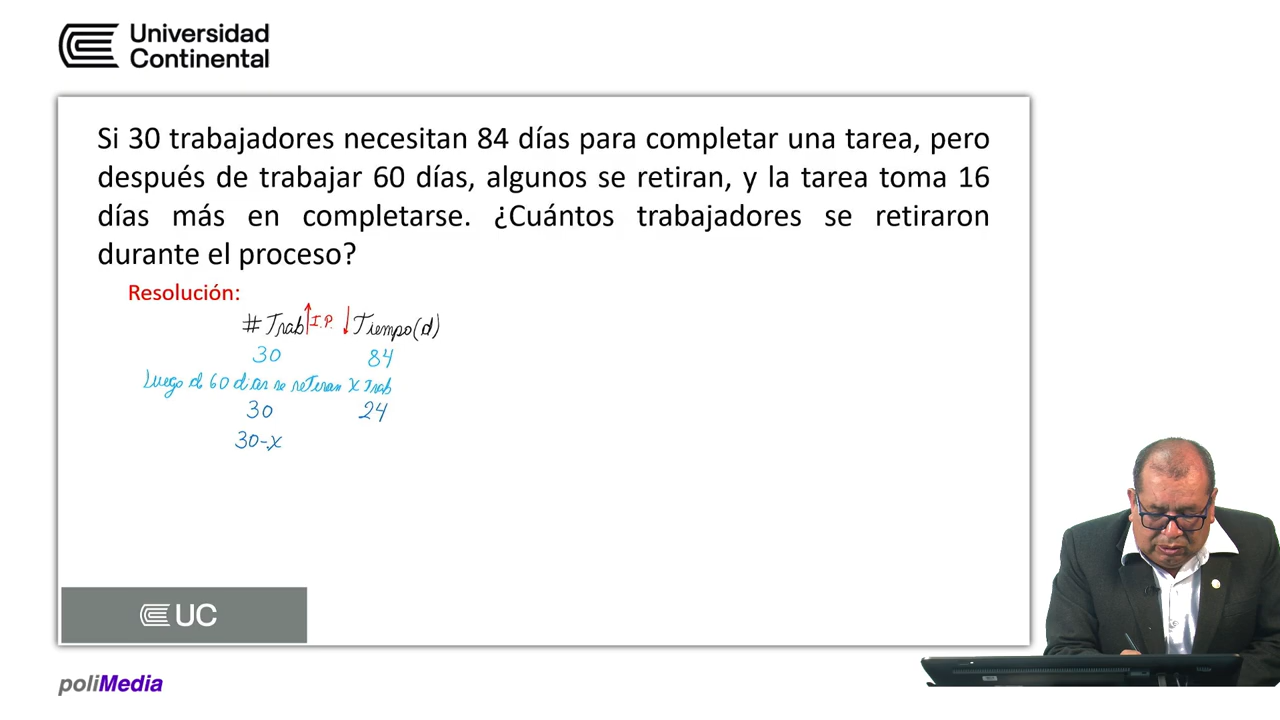 Universidad
Continental
Si 30 trabajadores necesitan 84 días para completar una tarea, pero
después de trabajar 60 días, algunos se retiran, y la tarea toma 16
días más en completarse. ¿Cuántos trabajadores se retiraron
durante el proceso?
Resolución:
# Trab I.P. Tiempo(d)
30 84
Luego d 60 dias se retiran x Trab
30 24
30-x
UC
poliMedia